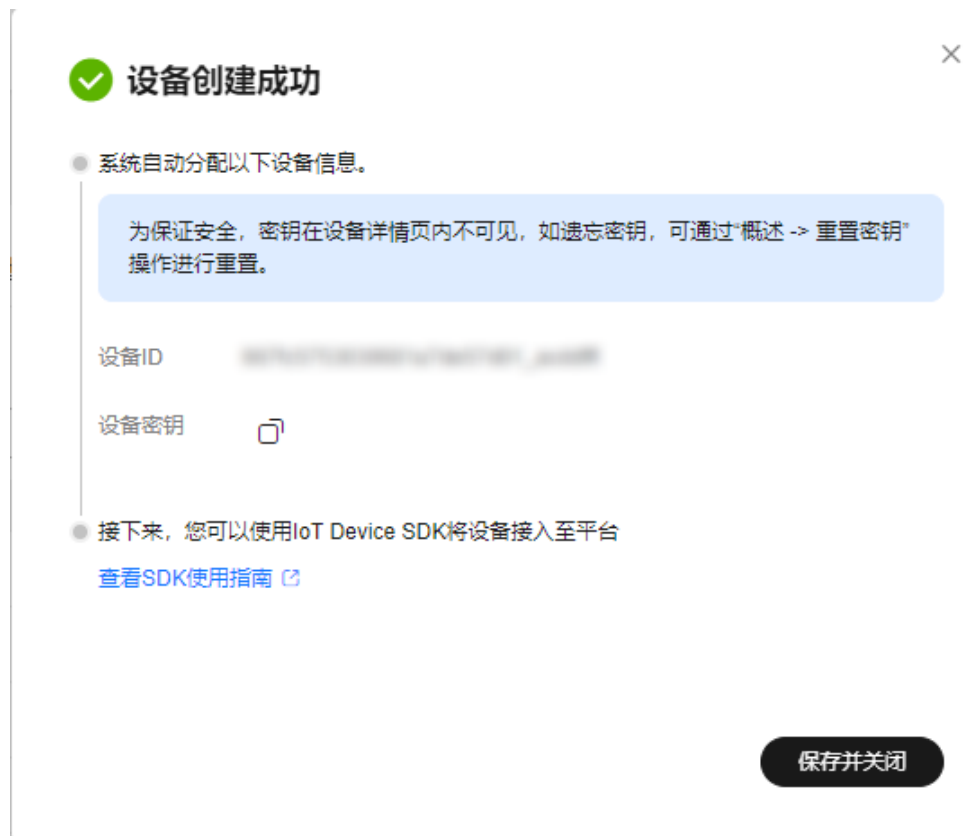 设备创建成功
系统自动分配以下设备信息。
为保证安全，密钥在设备详情页内不可见，如遗忘密钥，可通过“概述 -> 重置密钥”
操作进行重置。
设备ID
设备密钥
接下来，您可以使用IoT Device SDK将设备接入至平台
查看SDK使用指南
保存并关闭